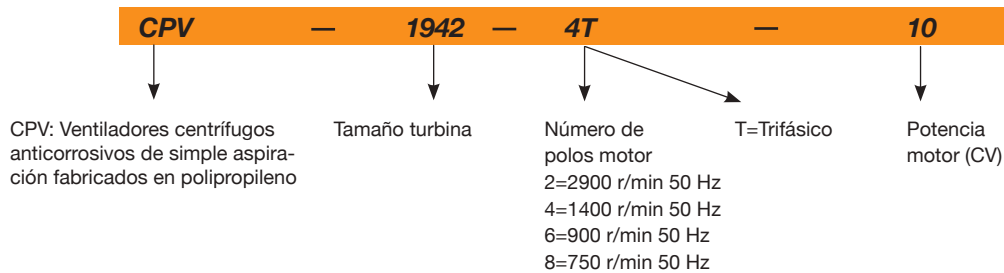 CPV — 1942 — 4T — 10
CPV: Ventiladores centrífugos
anticorrosivos de simple aspira-
ción fabricados en polipropileno
Tamaño turbina
Número de
polos motor
2=2900 r/min 50 Hz
4=1400 r/min 50 Hz
6=900 r/min 50 Hz
8=750 r/min 50 Hz
T=Trifásico
Potencia
motor (CV)